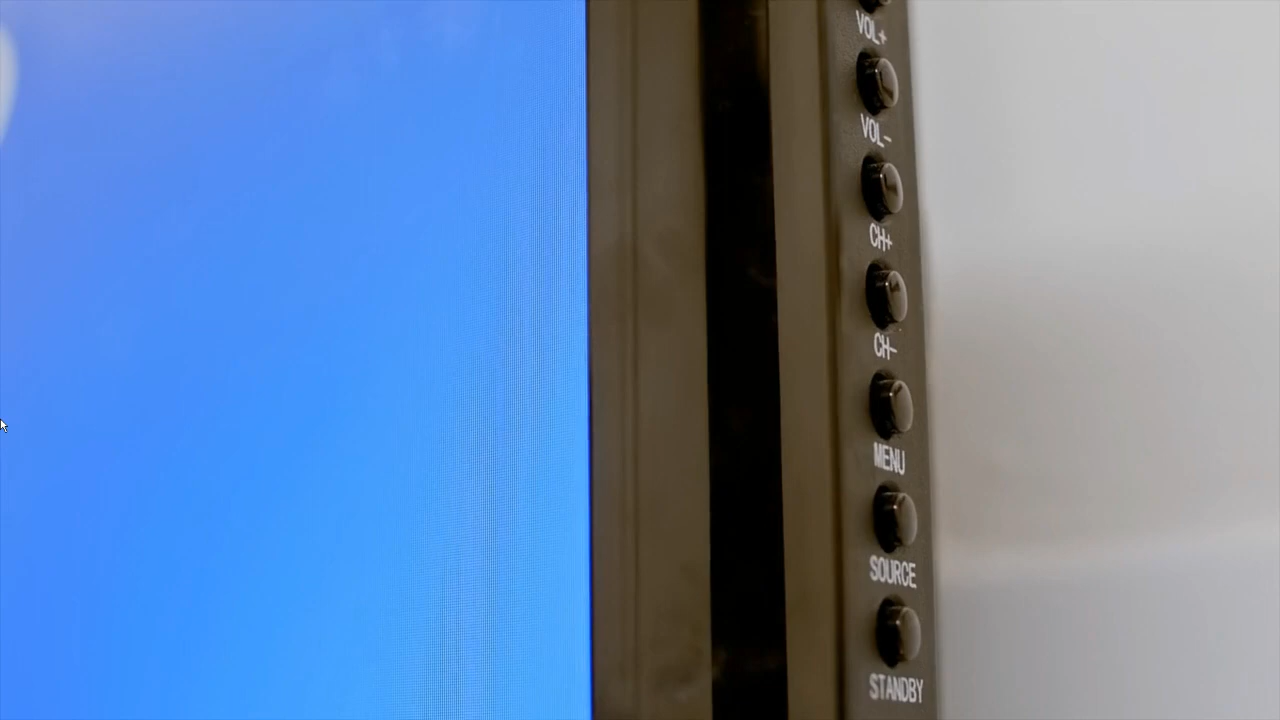 VOL+
VOL-
CH+
CH-
MENU
SOURCE
STANDBY